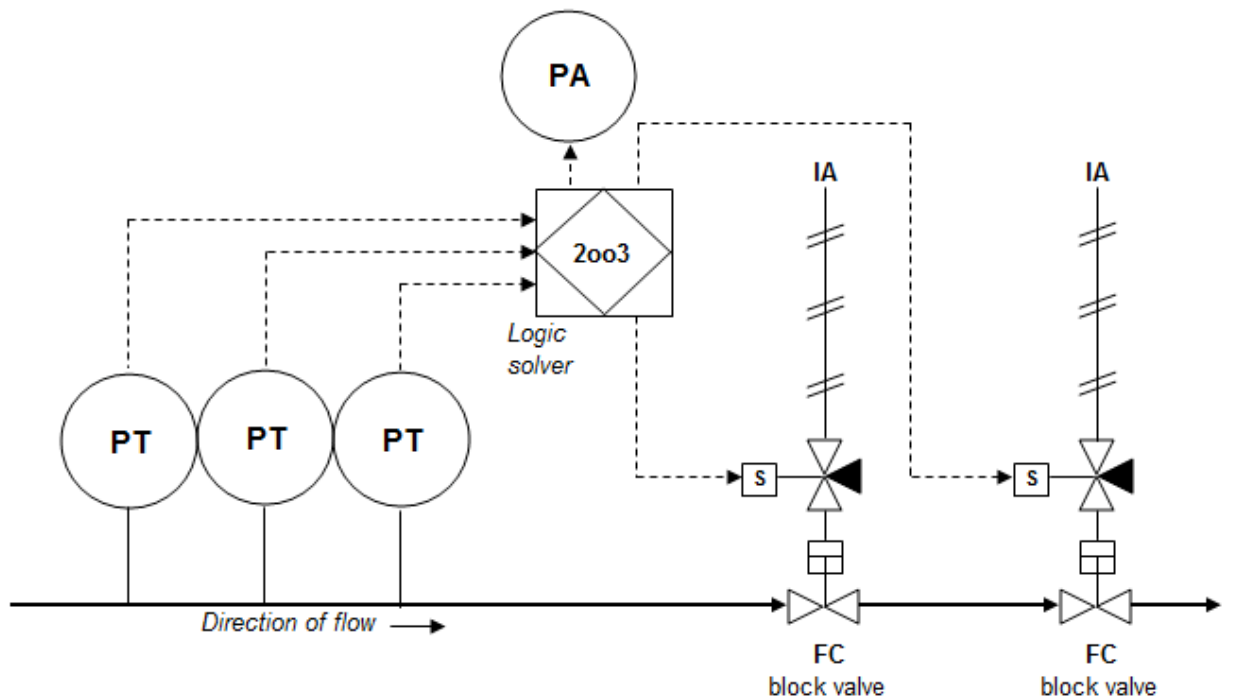 PA
IA
IA
2oo3
Logic
solver
PT
PT
PT
S
S
Direction of flow
FC
block valve
FC
block valve